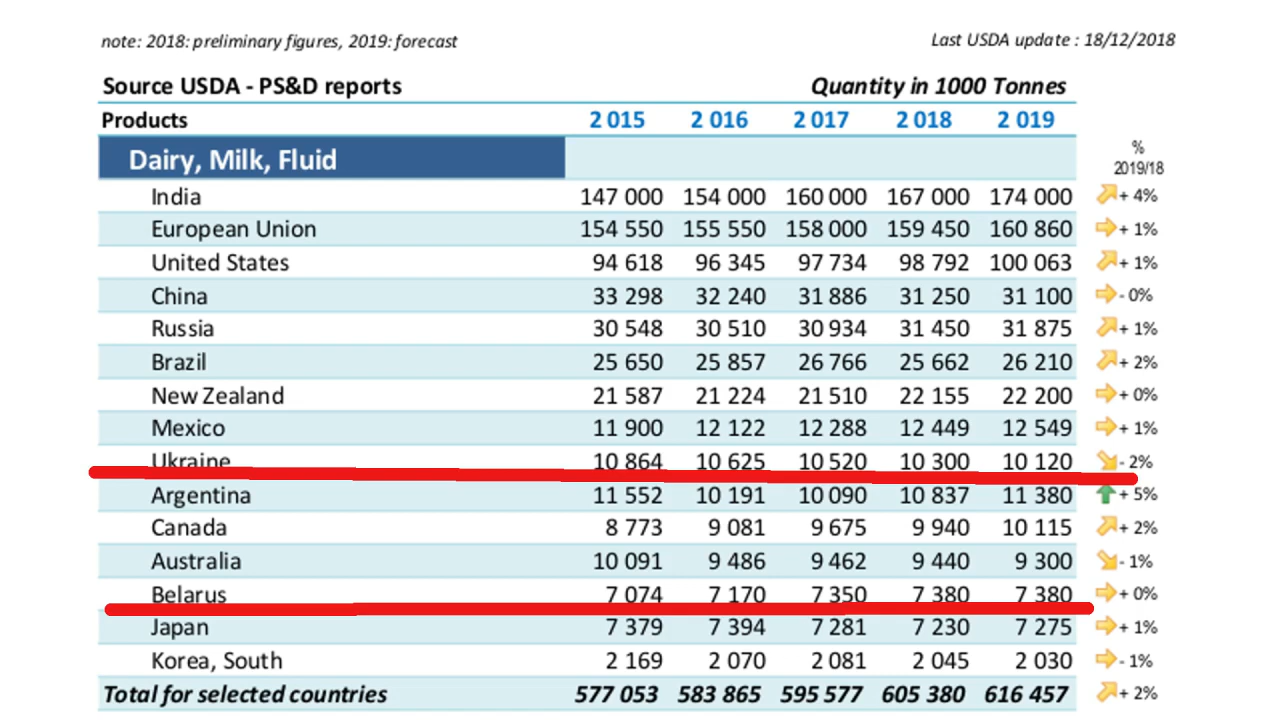 note: 2018: preliminary figures, 2019: forecast Last USDA update : 18/12/2018
Source USDA - PS&D reports Quantity in 1000 Tonnes
Products 2 015 2 016 2 017 2 018 2 019
% 2019/18
Dairy, Milk, Fluid
India 147 000 154 000 160 000 167 000 174 000 + 4%
European Union 154 550 155 550 158 000 159 450 160 860 + 1%
United States 94 618 96 345 97 734 98 792 100 063 + 1%
China 33 298 32 240 31 886 31 250 31 100 - 0%
Russia 30 548 30 510 30 934 31 450 31 875 + 1%
Brazil 25 650 25 857 26 766 25 662 26 210 + 2%
New Zealand 21 587 21 224 21 510 22 155 22 200 + 0%
Mexico 11 900 12 122 12 288 12 449 12 549 + 1%
Ukraine 10 864 10 625 10 520 10 300 10 120 - 2%
Argentina 11 552 10 191 10 090 10 837 11 380 + 5%
Canada 8 773 9 081 9 675 9 940 10 115 + 2%
Australia 10 091 9 486 9 462 9 440 9 300 - 1%
Belarus 7 074 7 170 7 350 7 380 7 380 + 0%
Japan 7 379 7 394 7 281 7 230 7 275 + 1%
Korea, South 2 169 2 070 2 081 2 045 2 030 - 1%
Total for selected countries 577 053 583 865 595 577 605 380 616 457 + 2%